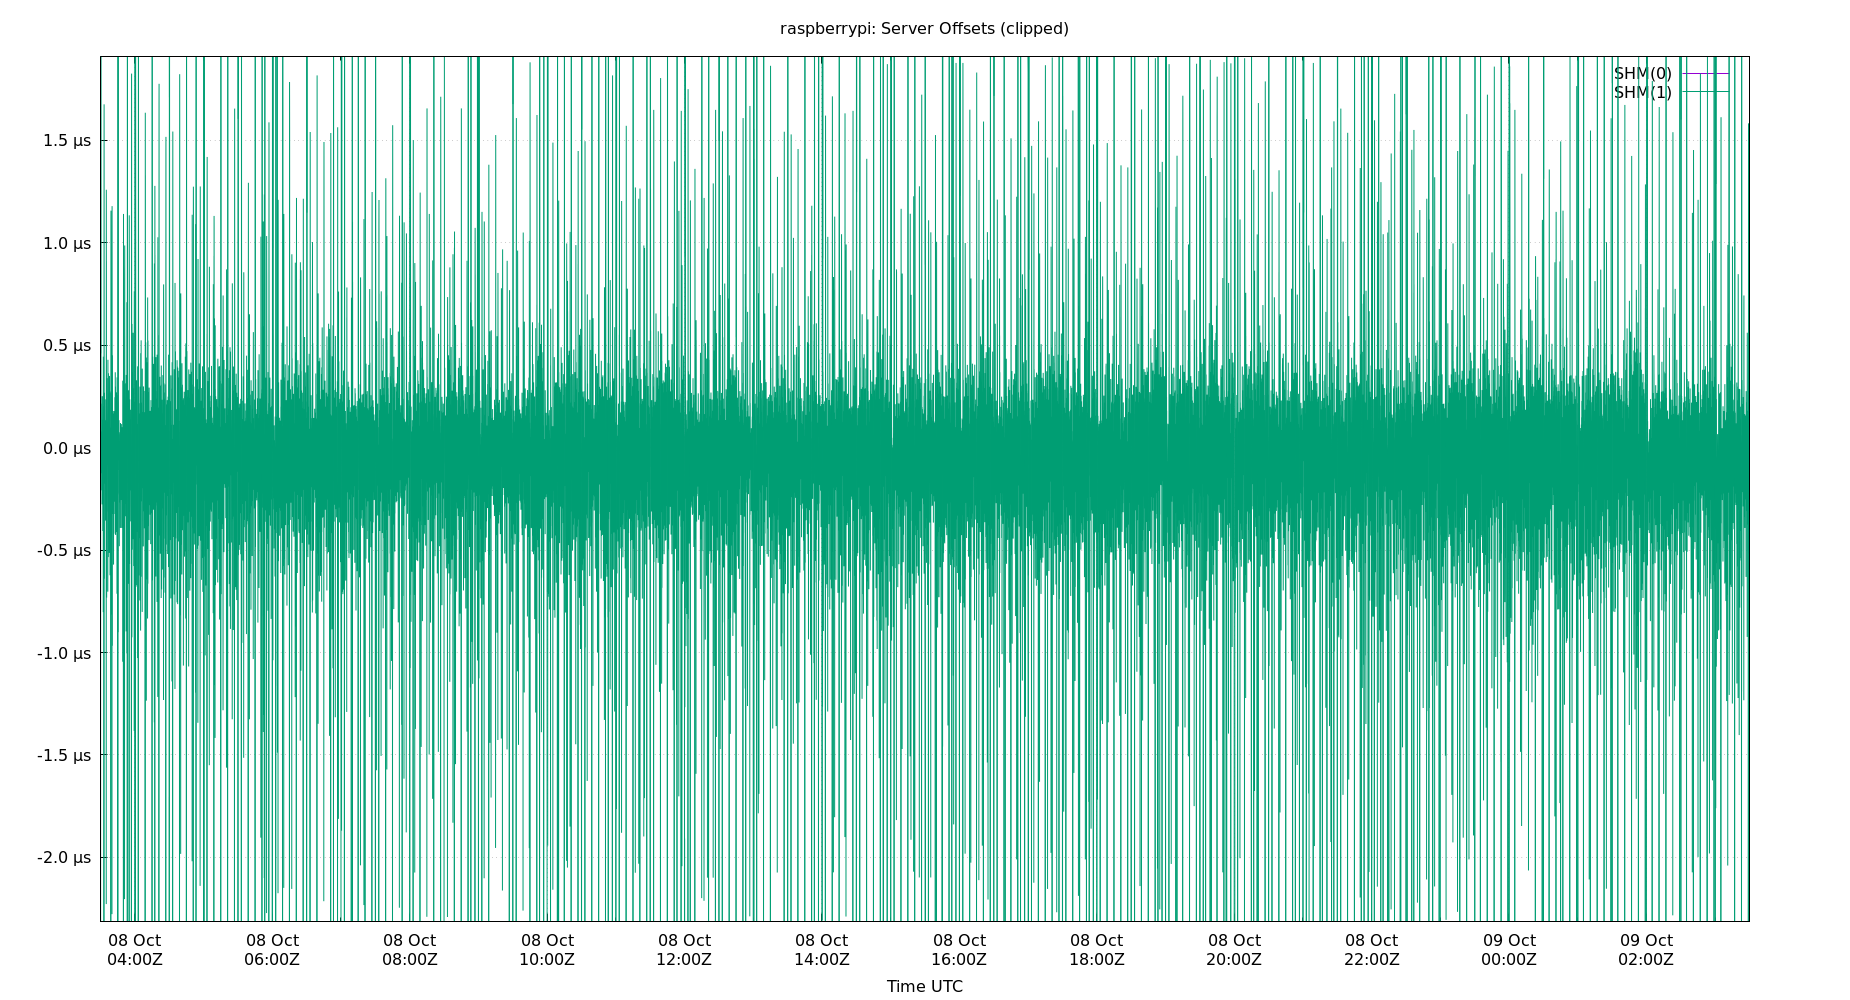 raspberrypi: Server Offsets (clipped)
SHM(0)
SHM(1)
1.5 µs
1.0 µs
0.5 µs
0.0 µs
-0.5 µs
-1.0 µs
-1.5 µs
-2.0 µs
08 Oct 08 Oct 08 Oct 08 Oct 08 Oct 08 Oct 08 Oct 08 Oct 08 Oct 08 Oct 09 Oct 09 Oct
04:00Z 06:00Z 08:00Z 10:00Z 12:00Z 14:00Z 16:00Z 18:00Z 20:00Z 22:00Z 00:00Z 02:00Z
Time UTC